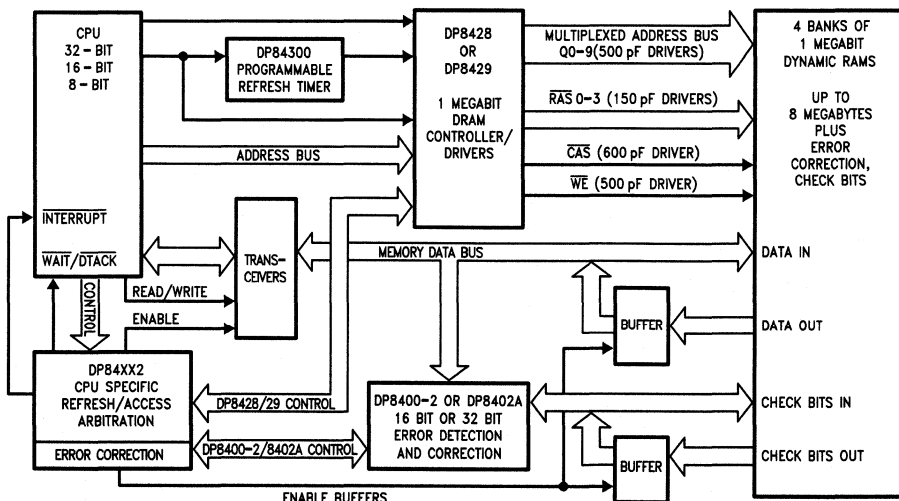 CPU
32-BIT
16-BIT
8-BIT
INTERRUPT
WAIT/DTACK
DP84300
PROGRAMMABLE
REFRESH TIMER
ADDRESS BUS
DP8428
OR
DP8429
1 MEGABIT
DRAM
CONTROLLER/
DRIVERS
MULTIPLEXED ADDRESS BUS
Q0-9(500 pF DRIVERS)
RAS 0-3 (150 pF DRIVERS)
CAS (600 pF DRIVER)
WE (500 pF DRIVER)
4 BANKS OF
1 MEGABIT
DYNAMIC RAMS
UP TO
8 MEGABYTES
PLUS
ERROR
CORRECTION,
CHECK BITS
DATA IN
DATA OUT
CHECK BITS IN
CHECK BITS OUT
TRANS-
CEIVERS
MEMORY DATA BUS
CONTROL
READ/WRITE
ENABLE
BUFFER
DP84XX2
CPU SPECIFIC
REFRESH/ACCESS
ARBITRATION
ERROR CORRECTION
DP8428/29 CONTROL
DP8400-2/8402A CONTROL
DP8400-2 OR DP8402A
16 BIT OR 32 BIT
ERROR DETECTION
AND CORRECTION
BUFFER
ENABLE BUFFERS